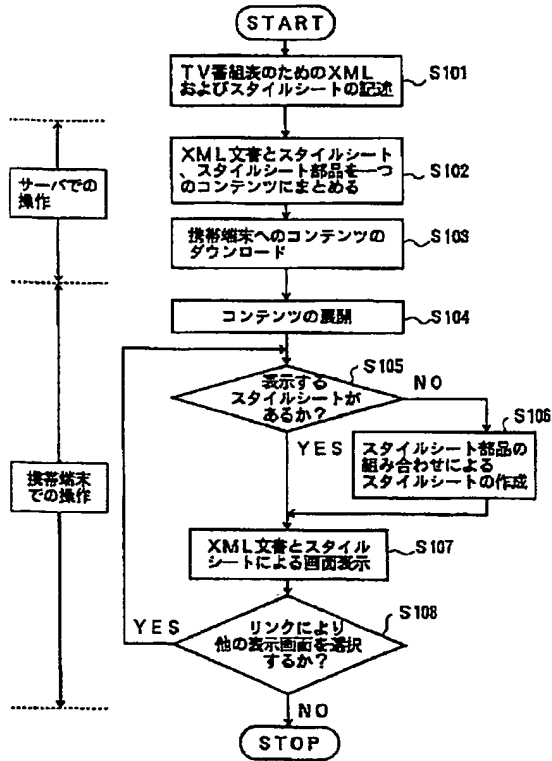 START
TV番組表のためのXML
およびスタイルシートの記述
S101
XML文書とスタイルシート
、スタイルシート部品を一つ
のコンテンツにまとめる
S102
サーバでの
操作
携帯端末へのコンテンツの
ダウンロード
S103
コンテンツの展開
S104
表示する
スタイルシートが
あるか?
S105
NO
YES
スタイルシート部品の
組み合わせによる
スタイルシートの作成
S106
携帯端末
での操作
XML文書とスタイル
シートによる画面表示
S107
リンクにより
他の表示画面を選択
するか?
S108
YES
NO
STOP